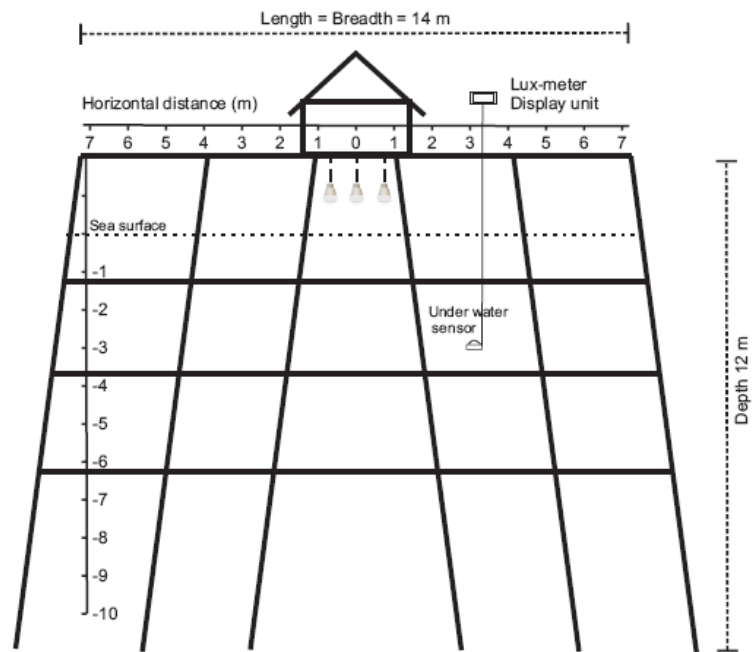 Length = Breadth = 14 m
Lux-meter
Display unit
Horizontal distance (m)
7 6 5 4 3 2 1 0 1 2 3 4 5 6 7
Sea surface
-1
-2
Under water
sensor
-3
-4
-5
-6
-7
-8
-9
-10
Depth 12 m